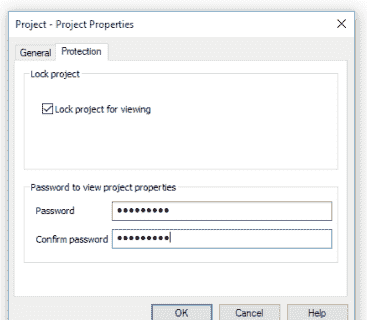 Project - Project Properties
General Protection
Lock project
Lock project for viewing
Password to view project properties
Password •••••••••
Confirm password •••••••••
OK Cancel Help